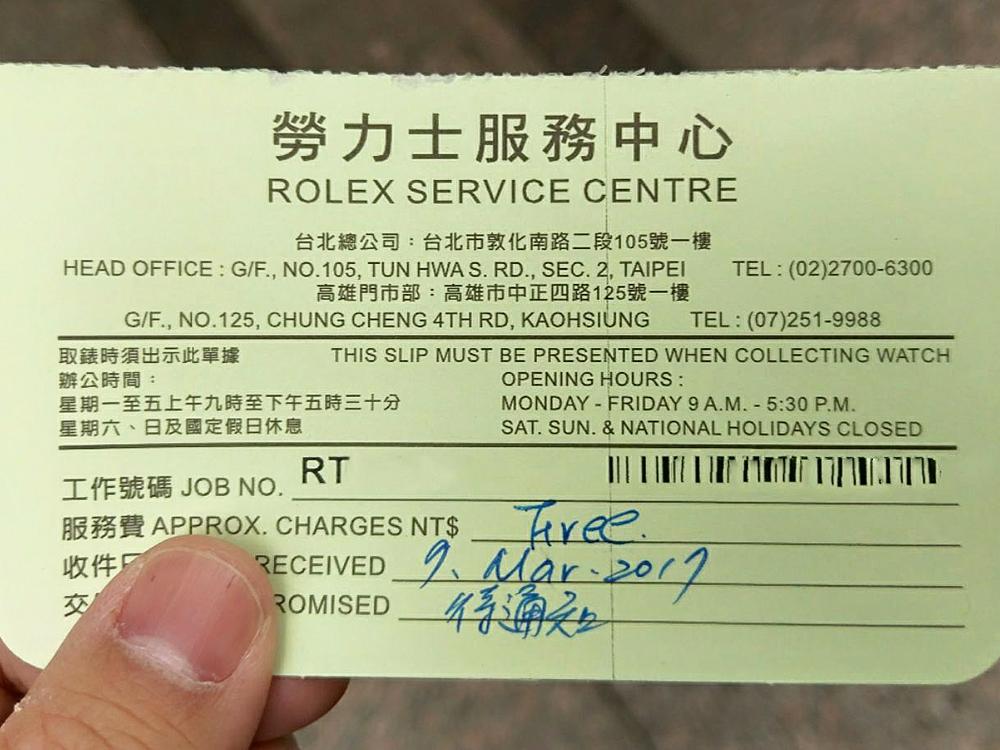 勞力士服務中心
ROLEX SERVICE CENTRE
台北總公司：台北市敦化南路二段105號一樓
HEAD OFFICE : G/F., NO.105, TUN HWA S. RD., SEC. 2, TAIPEI TEL : (02)2700-6300
高雄門市部：高雄市中正四路125號一樓
G/F., NO.125, CHUNG CHENG 4TH RD, KAOHSIUNG TEL : (07)251-9988
取錶時須出示此單據 THIS SLIP MUST BE PRESENTED WHEN COLLECTING WATCH
辦公時間： OPENING HOURS :
星期一至五上午九時至下午五時三十分 MONDAY - FRIDAY 9 A.M. - 5:30 P.M.
星期六、日及國定假日休息 SAT. SUN. & NATIONAL HOLIDAYS CLOSED
工作號碼 JOB NO. RT
服務費 APPROX. CHARGES NT$ Free.
收件 RECEIVED 9. Mar. 2017
交 ROMISED 待通知